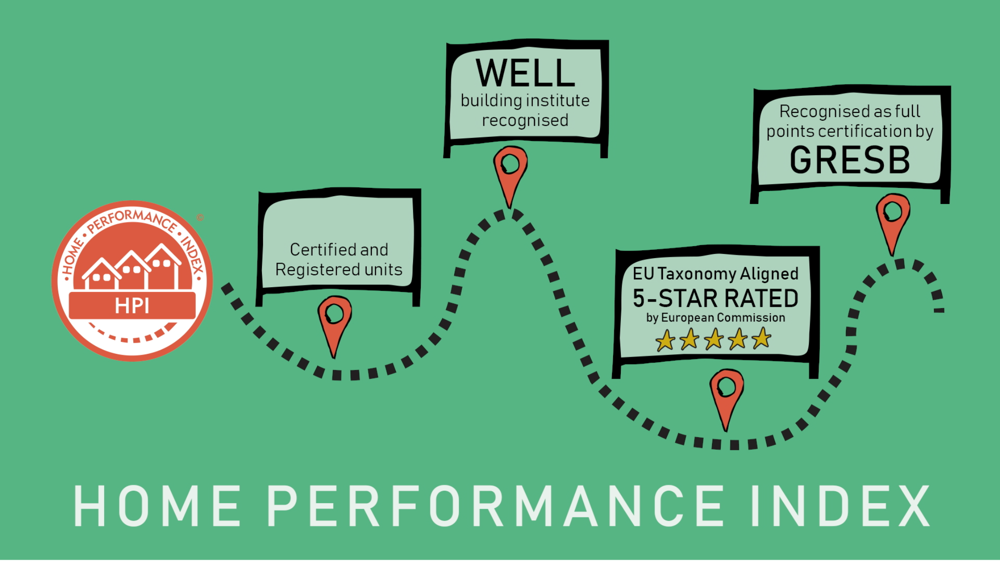 ·HOME·PERFORMANCE·INDEX·
©
HPI
Certified and
Registered units
WELL
building institute
recognised
EU Taxonomy Aligned
5-STAR RATED
by European Commission
Recognised as full
points certification by
GRESB
HOME PERFORMANCE INDEX